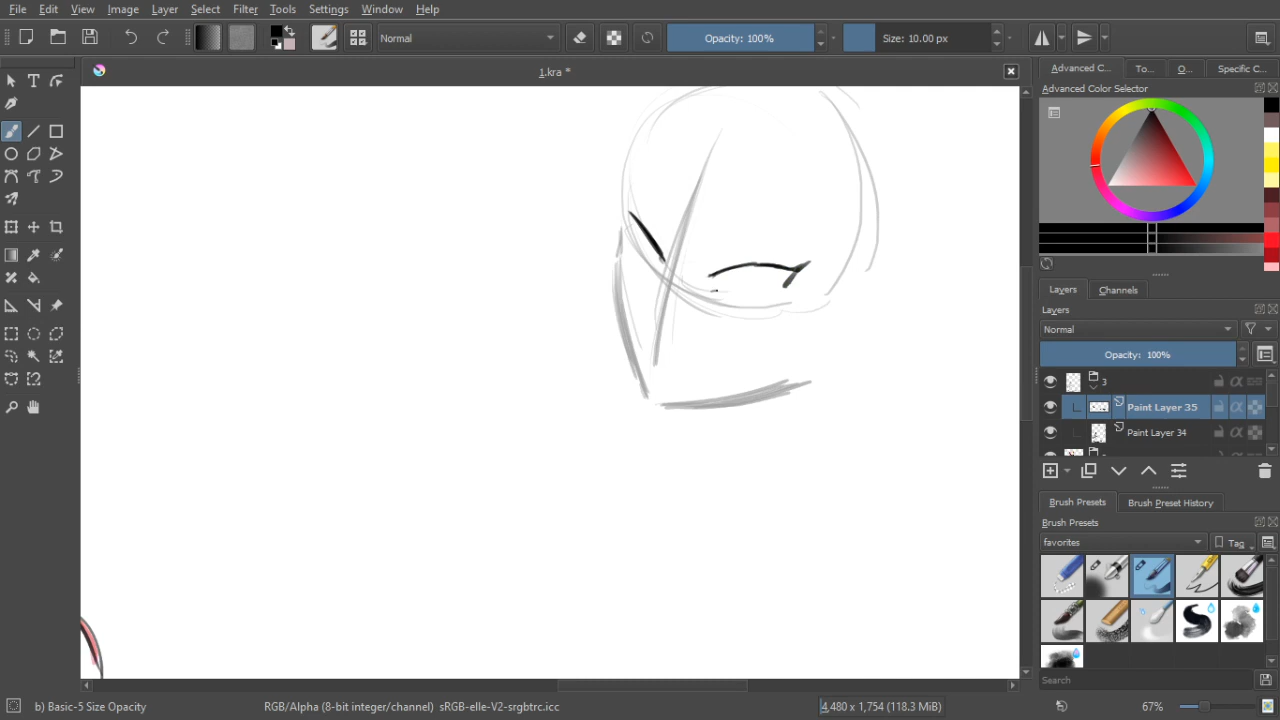 File Edit View Image Layer Select Filter Tools Settings Window Help
Normal Opacity: 100% Size: 10.00 px
1.kra *
Advanced C... To... O... Specific C...
Advanced Color Selector
Layers Channels
Layers
Normal
Opacity: 100%
3
Paint Layer 35
Paint Layer 34
Brush Presets Brush Preset History
Brush Presets
favorites Tag
Search
b) Basic-5 Size Opacity RGB/Alpha (8-bit integer/channel) sRGB-elle-V2-srgbtrc.icc 4,480 x 1,754 (118.3 MiB) 67%